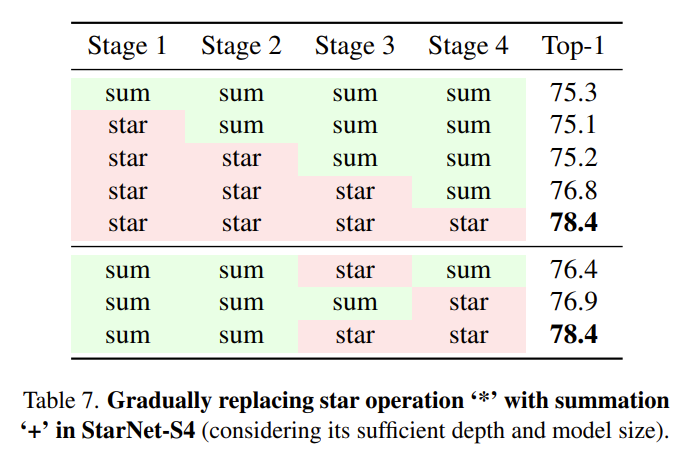 Stage 1 Stage 2 Stage 3 Stage 4 Top-1
sum sum sum sum 75.3
star sum sum sum 75.1
star star sum sum 75.2
star star star sum 76.8
star star star star 78.4
sum sum star sum 76.4
sum sum sum star 76.9
sum sum star star 78.4
Table 7. Gradually replacing star operation ‘*’ with summation
‘+’ in StarNet-S4 (considering its sufficient depth and model size).